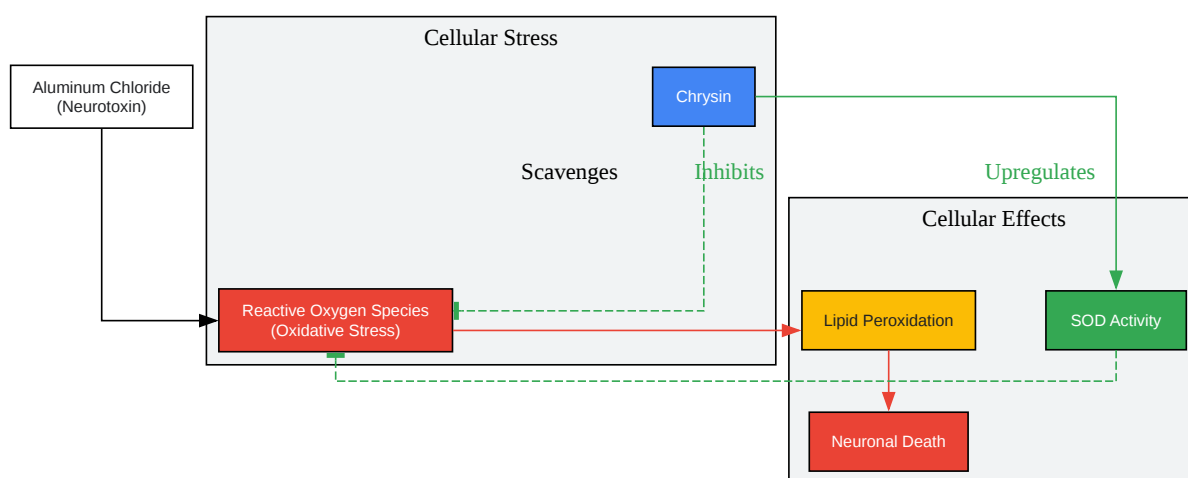 Cellular Stress
Aluminum Chloride
(Neurotoxin)
Chrysin
Scavenges
Inhibits
Upregulates
Cellular Effects
Reactive Oxygen Species
(Oxidative Stress)
Lipid Peroxidation
SOD Activity
Neuronal Death